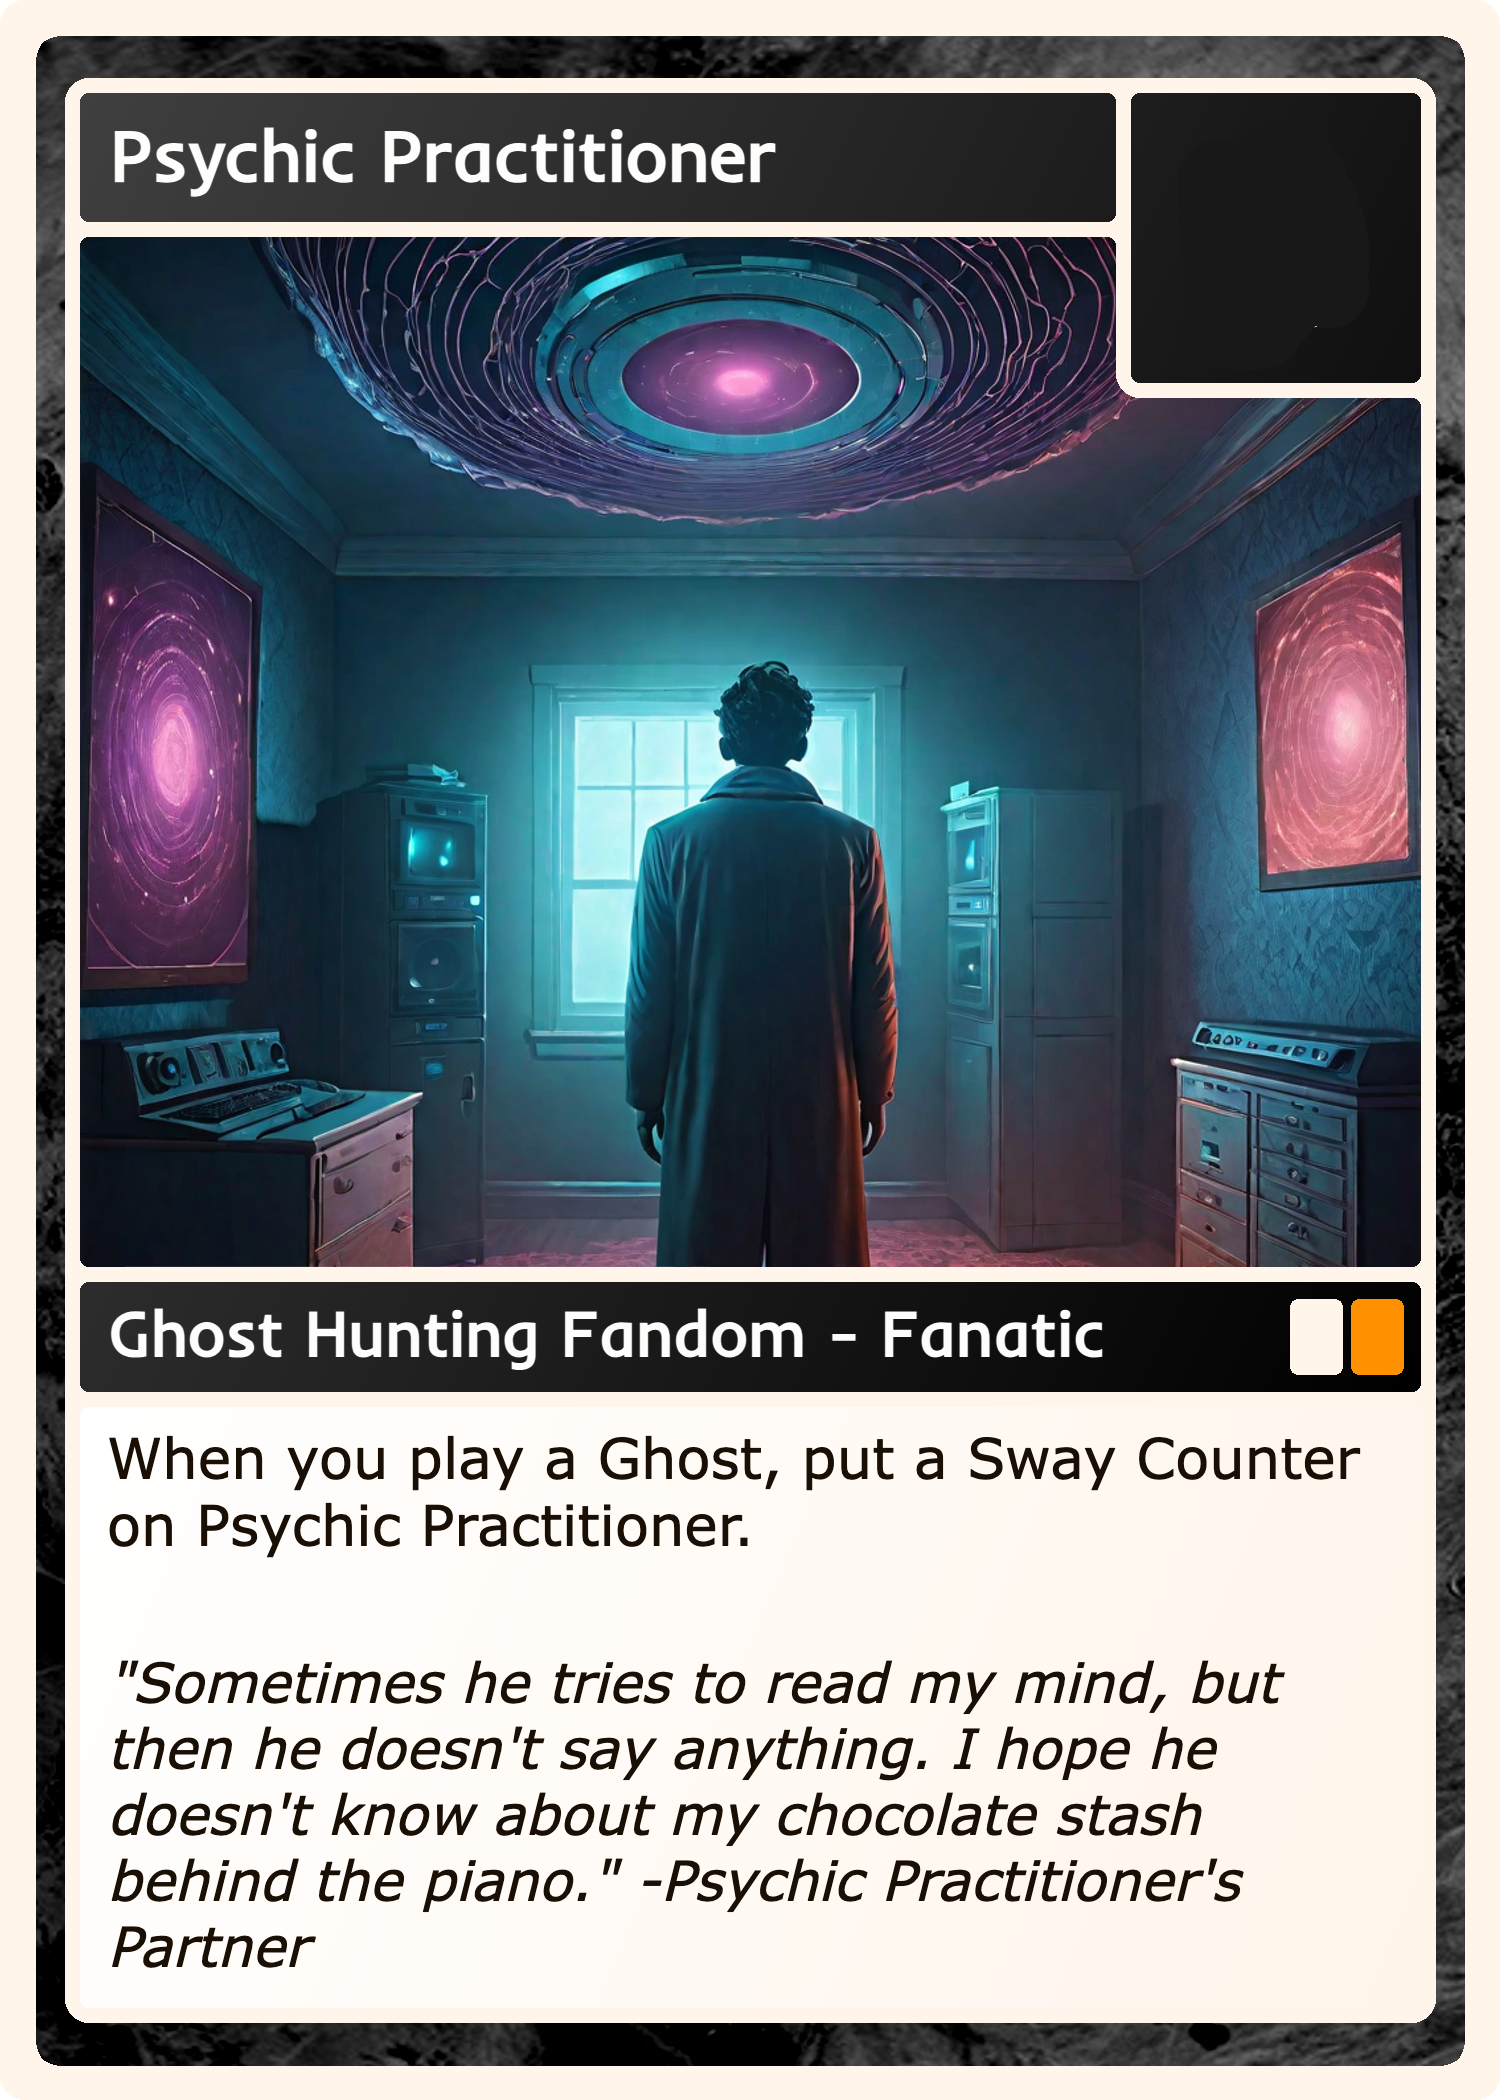 Psychic Practitioner
Ghost Hunting Fandom - Fanatic
When you play a Ghost, put a Sway Counter
on Psychic Practitioner.
"Sometimes he tries to read my mind, but
then he doesn't say anything. I hope he
doesn't know about my chocolate stash
behind the piano." -Psychic Practitioner's
Partner